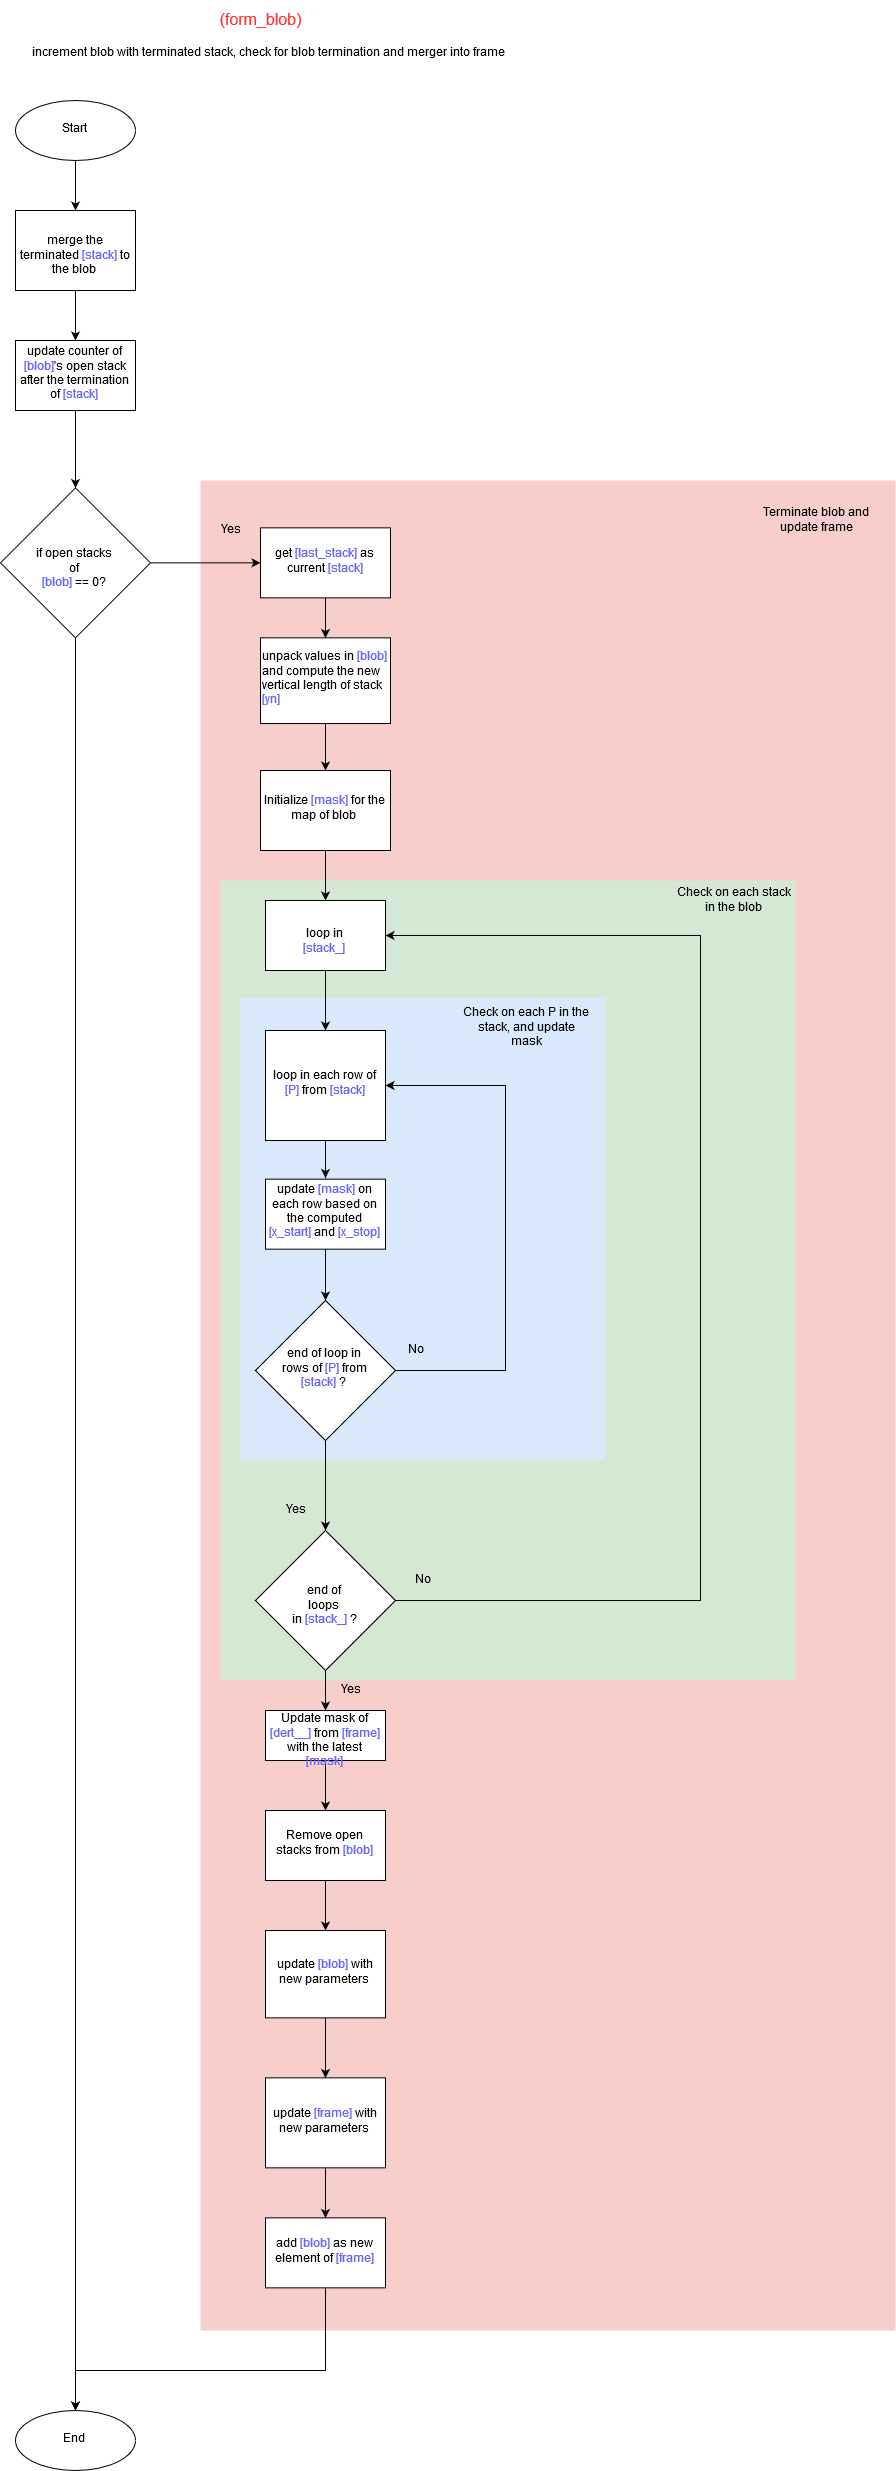 (form_blob)
increment blob with terminated stack, check for blob termination and merger into frame
Start
merge the
terminated [stack] to
the blob
update counter of
[blob]'s open stack
after the termination
of [stack]
if open stacks
of
[blob] == 0?
Yes
Terminate blob and
update frame
get [last_stack] as
current [stack]
unpack values in [blob]
and compute the new
vertical length of stack
[yn]
Initialize [mask] for the
map of blob
Check on each stack
in the blob
loop in
[stack_]
Check on each P in the
stack, and update
mask
loop in each row of
[P] from [stack]
update [mask] on
each row based on
the computed
[x_start] and [x_stop]
end of loop in
rows of [P] from
[stack] ?
No
Yes
end of
loops
in [stack_] ?
No
Yes
Update mask of
[dert__] from [frame]
with the latest
[mask]
Remove open
stacks from [blob]
update [blob] with
new parameters
update [frame] with
new parameters
add [blob] as new
element of [frame]
End